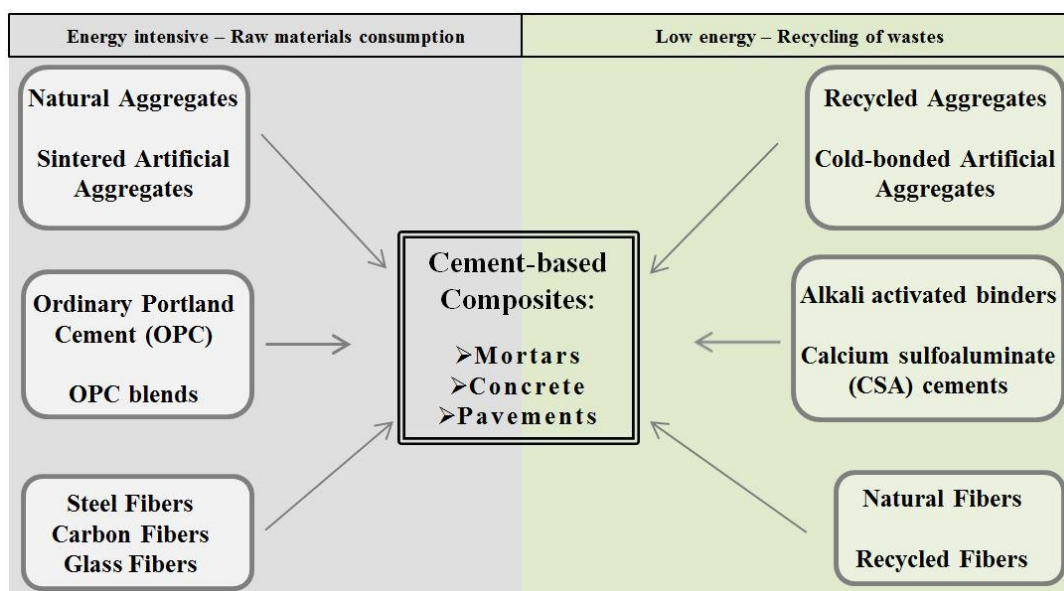 Energy intensive – Raw materials consumption
Low energy – Recycling of wastes
Natural Aggregates
Sintered Artificial
Aggregates
Ordinary Portland
Cement (OPC)
OPC blends
Steel Fibers
Carbon Fibers
Glass Fibers
Cement-based
Composites:
➢Mortars
➢Concrete
➢Pavements
Recycled Aggregates
Cold-bonded Artificial
Aggregates
Alkali activated binders
Calcium sulfoaluminate
(CSA) cements
Natural Fibers
Recycled Fibers